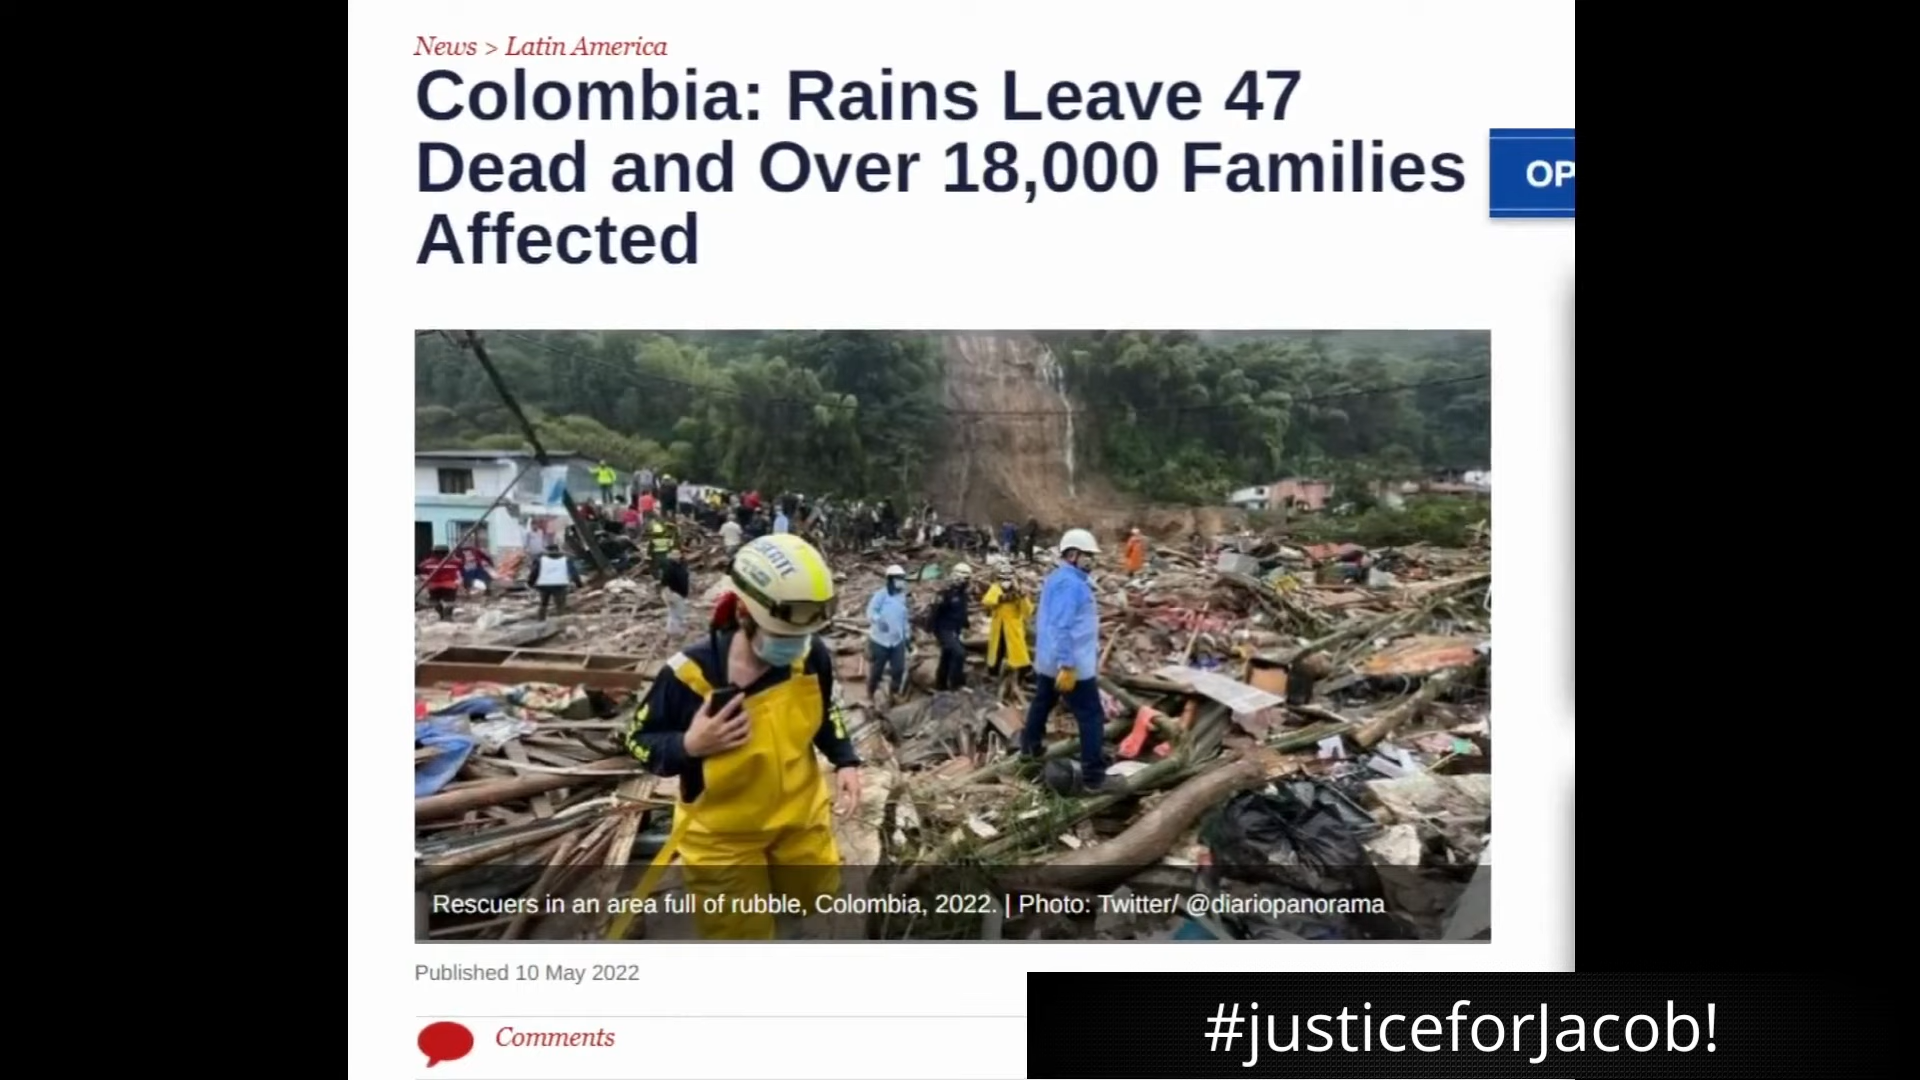 News > Latin America
Colombia: Rains Leave 47
Dead and Over 18,000 Families
Affected
OP
Rescuers in an area full of rubble, Colombia, 2022. | Photo: Twitter/ @diariopanorama
Published 10 May 2022
Comments
#justiceforJacob!